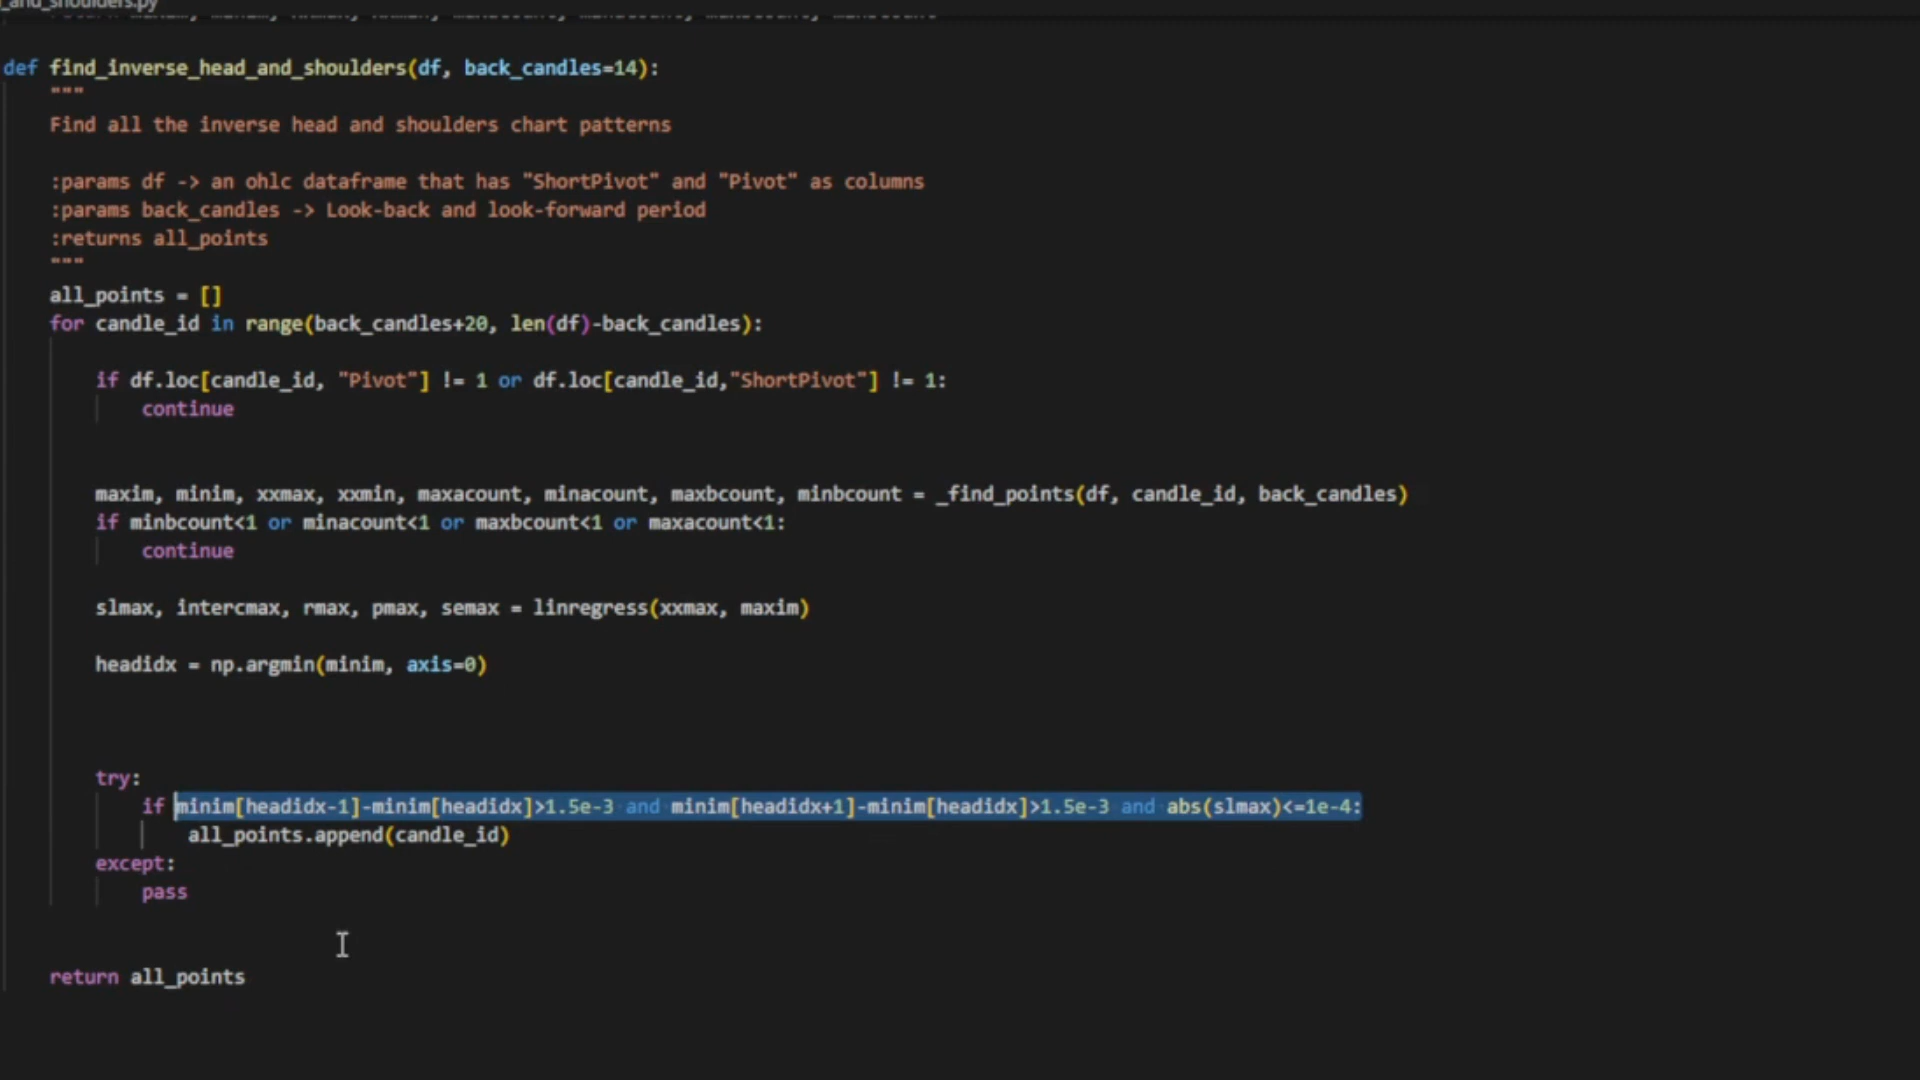 _and_shoulders.py
def find_inverse_head_and_shoulders(df, back_candles=14):
"""
Find all the inverse head and shoulders chart patterns
:params df -> an ohlc dataframe that has "ShortPivot" and "Pivot" as columns
:params back_candles -> Look-back and look-forward period
:returns all_points
"""
all_points = []
for candle_id in range(back_candles+20, len(df)-back_candles):
if df.loc[candle_id, "Pivot"] != 1 or df.loc[candle_id,"ShortPivot"] != 1:
continue
maxim, minim, xxmax, xxmin, maxacount, minacount, maxbcount, minbcount = _find_points(df, candle_id, back_candles)
if minbcount<1 or minacount<1 or maxbcount<1 or maxacount<1:
continue
slmax, intercmax, rmax, pmax, semax = linregress(xxmax, maxim)
headidx = np.argmin(minim, axis=0)
try:
if minim[headidx-1]-minim[headidx]>1.5e-3 and minim[headidx+1]-minim[headidx]>1.5e-3 and abs(slmax)<=1e-4:
all_points.append(candle_id)
except:
pass
return all_points